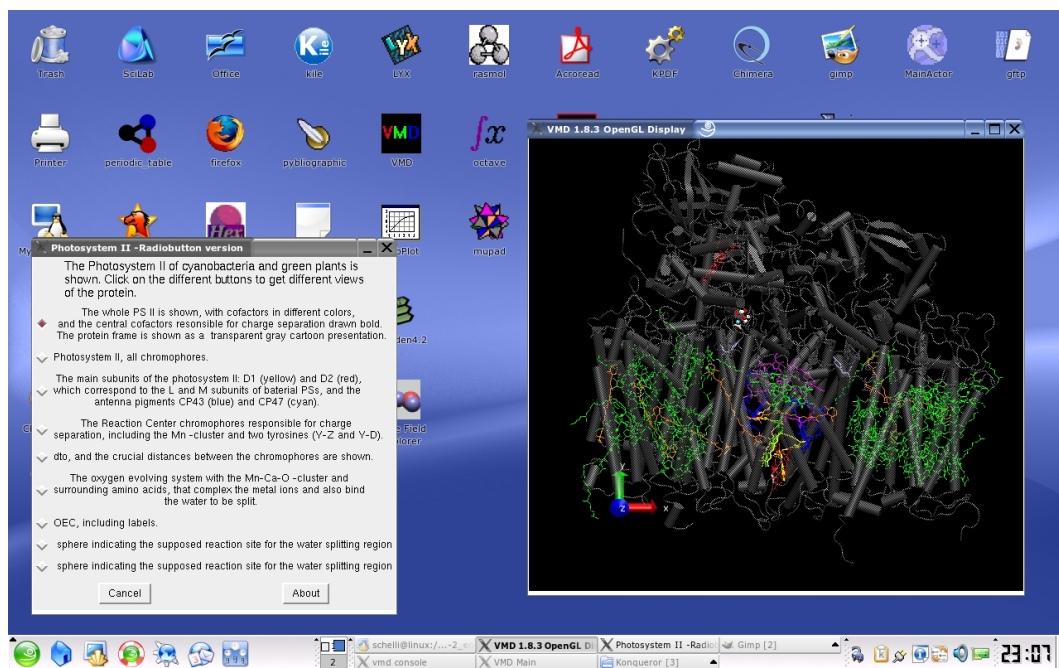 Trash SciLab Office kile LYX rasmol Acroread KPDF Chimera gimp MainActor gftp
Printer periodic_table firefox pybliographic VMD octave
mupad
VMD 1.8.3 OpenGL Display
Photosystem II -Radiobutton version
The Photosystem II of cyanobacteria and green plants is
shown. Click on the different buttons to get different views
of the protein.
The whole PS II is shown, with cofactors in different colors,
and the central cofactors resonsible for charge separation drawn bold.
The protein frame is shown as a transparent gray cartoon presentation.
Photosystem II, all chromophores.
The main subunits of the photosystem II: D1 (yellow) and D2 (red),
which correspond to the L and M subunits of baterial PSs, and the
antenna pigments CP43 (blue) and CP47 (cyan).
The Reaction Center chromophores responsible for charge
separation, including the Mn -cluster and two tyrosines (Y-Z and Y-D).
dto, and the crucial distances between the chromophores are shown.
The oxygen evolving system with the Mn-Ca-O -cluster and
surrounding amino acids, that complex the metal ions and also bind
the water to be split.
OEC, including labels.
sphere indicating the supposed reaction site for the water splitting region
sphere indicating the supposed reaction site for the water splitting region
Cancel About
y
z x
schelli@linux:/...-2_e VMD 1.8.3 OpenGL Di Photosystem II -Radio Gimp [2]
2 vmd console VMD Main Konqueror [3]
23:07